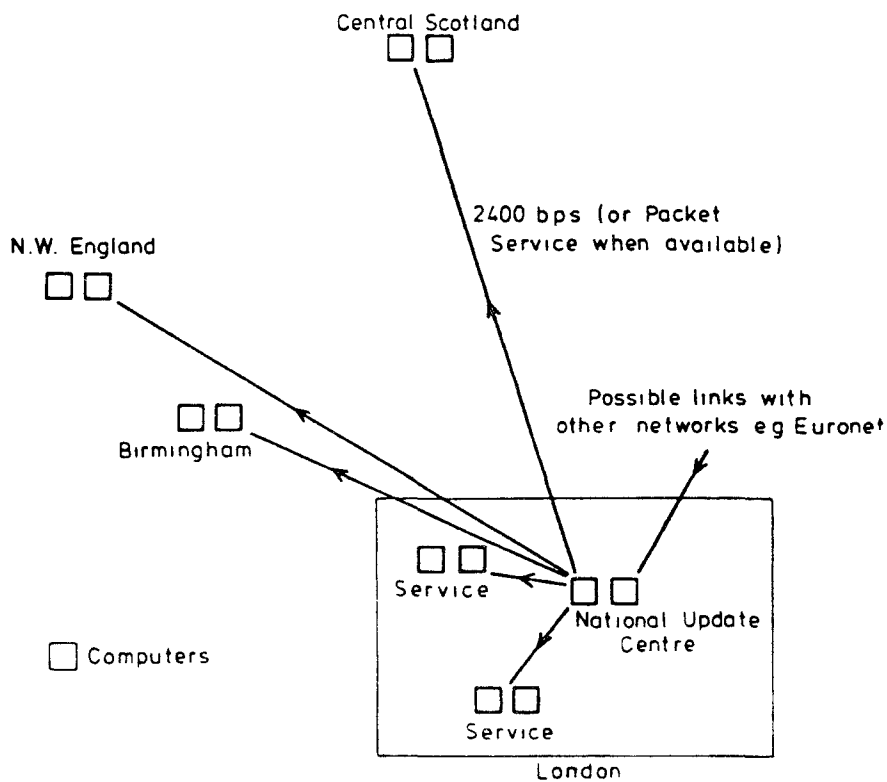 Central Scotland
2400 bps (or Packet
Service when available)
N.W. England
Possible links with
other networks eg Euronet
Birmingham
Service
National Update
Centre
Computers
Service
London